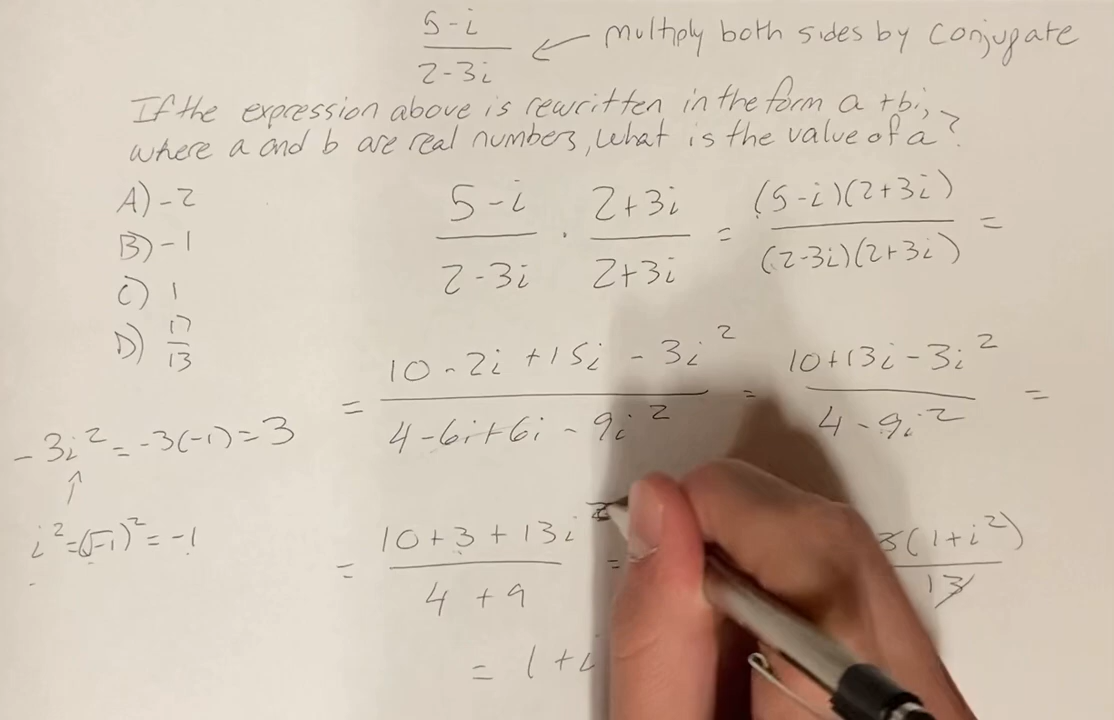 5-i
2-3i
multiply both sides by conjugate
If the expression above is rewritten in the form a +bi,
where a and b are real numbers, what is the value of a?
A) -2
B) -1
C) 1
D) 17/13
5-i/2-3i · 2+3i/2+3i = (5-i)(2+3i)/(2-3i)(2+3i) =
= 10-2i+15i-3i²/4-6i+6i-9i² = 10+13i-3i²/4-9i² =
-3i² = -3(-1) = 3
↑
i² = (√-1)² = -1
= 10+3+13i/4+9 = 3(1+i²)/13
= 1+i